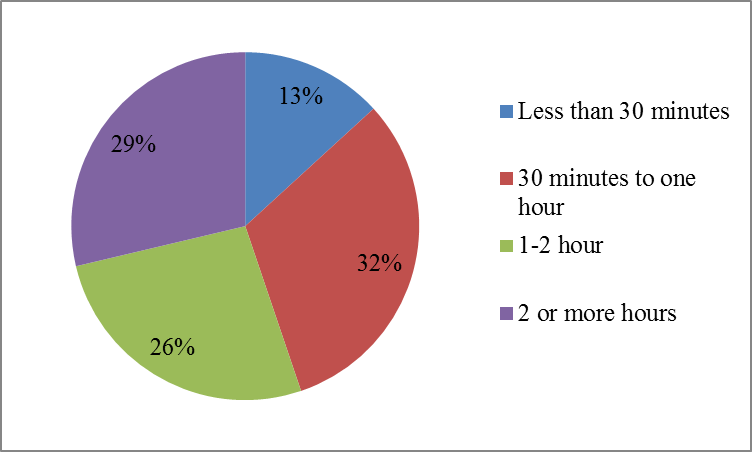 13%
32%
26%
29%
Less than 30 minutes
30 minutes to one
hour
1-2 hour
2 or more hours